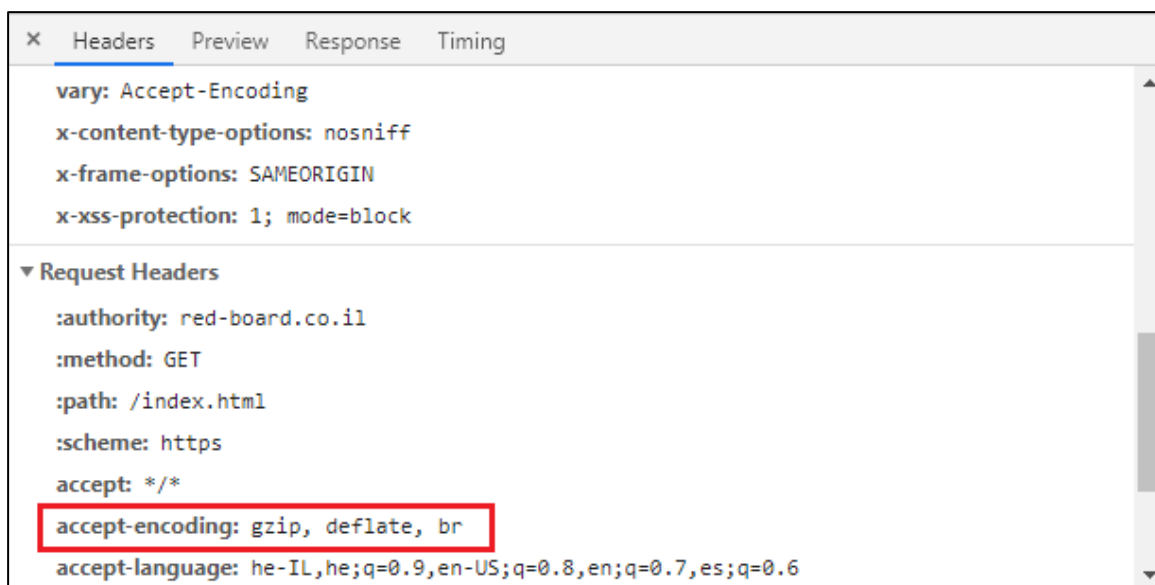 × Headers Preview Response Timing
vary: Accept-Encoding
x-content-type-options: nosniff
x-frame-options: SAMEORIGIN
x-xss-protection: 1; mode=block
▼ Request Headers
:authority: red-board.co.il
:method: GET
:path: /index.html
:scheme: https
accept: */*
accept-encoding: gzip, deflate, br
accept-language: he-IL,he;q=0.9,en-US;q=0.8,en;q=0.7,es;q=0.6